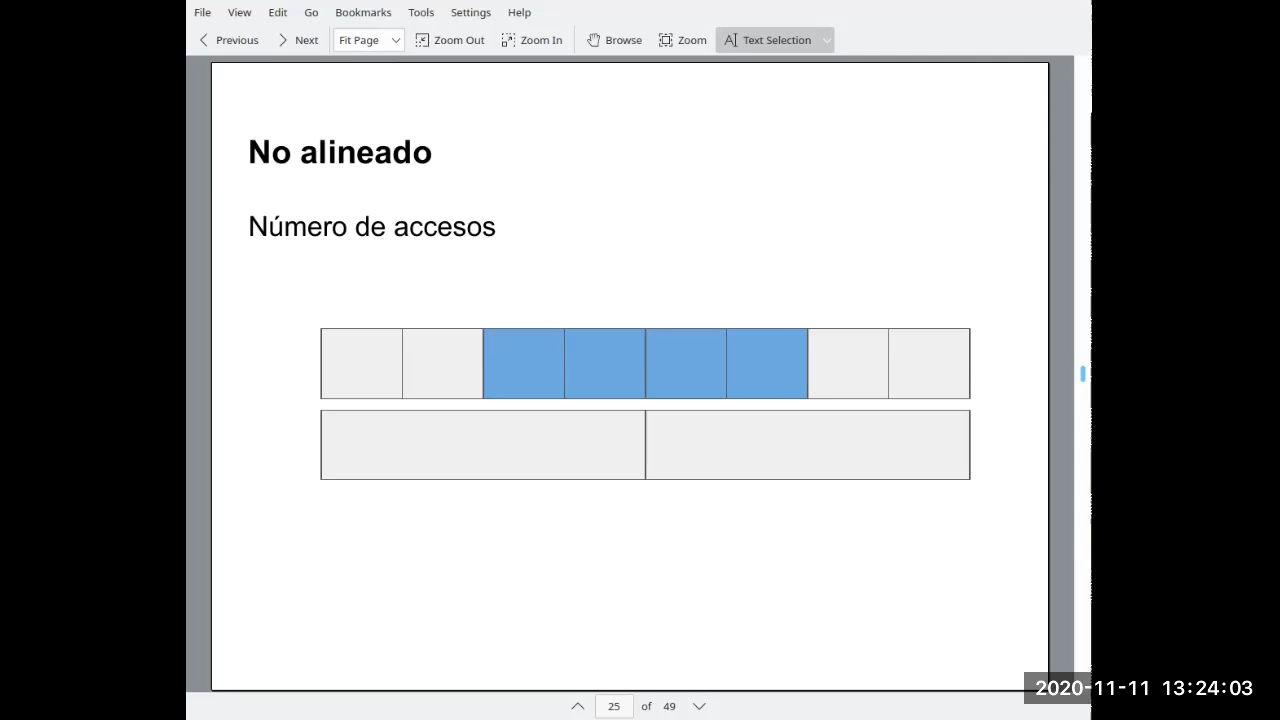 File View Edit Go Bookmarks Tools Settings Help
Previous Next Fit Page Zoom Out Zoom In Browse Zoom Text Selection
No alineado
Número de accesos
25 of 49
2020-11-11 13:24:03